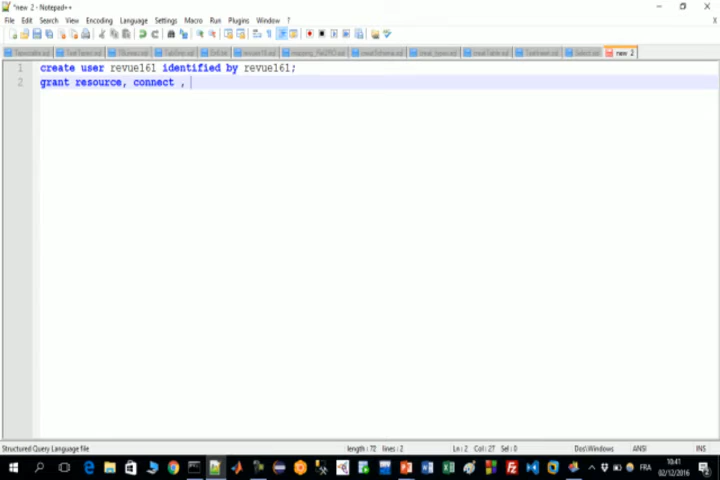 *new 2 - Notepad++
File Edit Search View Encoding Language Settings Macro Run Plugins Window ?
new 2
1 create user revue161 identified by revue161;
2 grant resource, connect ,
Structured Query Language file length : 72 lines : 2 Ln : 2 Col : 27 Sel : 0 Dos\Windows ANSI INS
FRA 10:41
02/12/2016